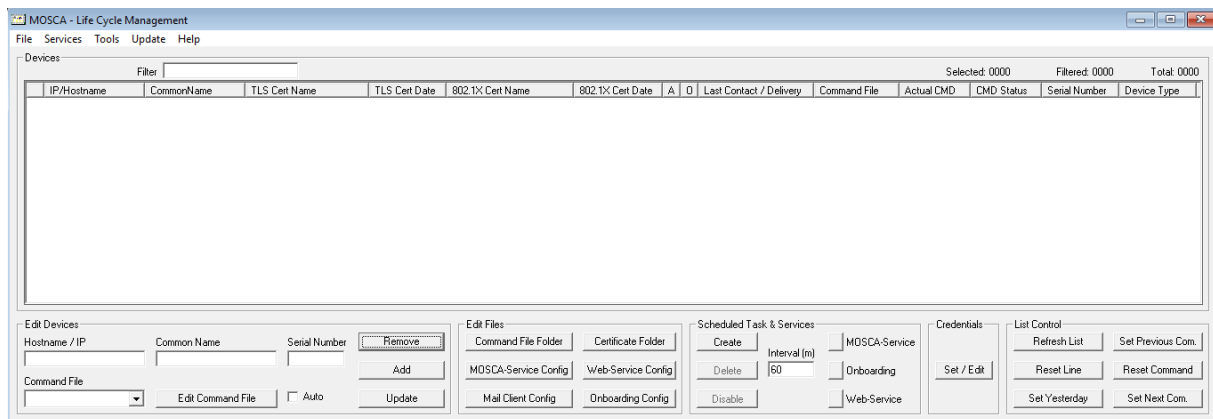 MOSCA - Life Cycle Management
File Services Tools Update Help
Devices
Filter
Selected: 0000 Filtered: 0000 Total: 0000
IP/Hostname CommonName TLS Cert Name TLS Cert Date 802.1X Cert Name 802.1X Cert Date A O Last Contact / Delivery Command File Actual CMD CMD Status Serial Number Device Type
Edit Devices Edit Files Scheduled Task & Services Credentials List Control
Hostname / IP Common Name Serial Number Remove Command File Folder Certificate Folder Create Interval (m) MOSCA-Service Refresh List Set Previous Com.
Add MOSCA-Service Config Web-Service Config Delete 60 Onboarding Set / Edit Reset Line Reset Command
Command File Edit Command File Auto Update Mail Client Config Onboarding Config Disable Web-Service Set Yesterday Set Next Com.